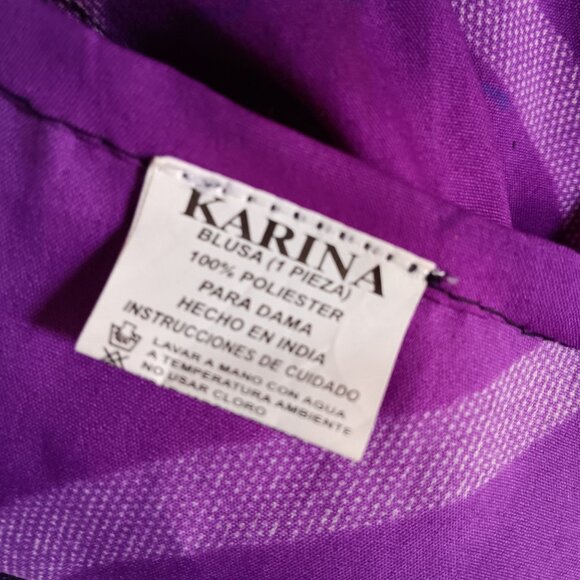 KARINA
BLUSA (1 PIEZA)
100% POLIESTER
PARA DAMA
HECHO EN INDIA
INSTRUCCIONES DE CUIDADO
LAVAR A MANO CON AGUA
A TEMPERATURA AMBIENTE
NO USAR CLORO